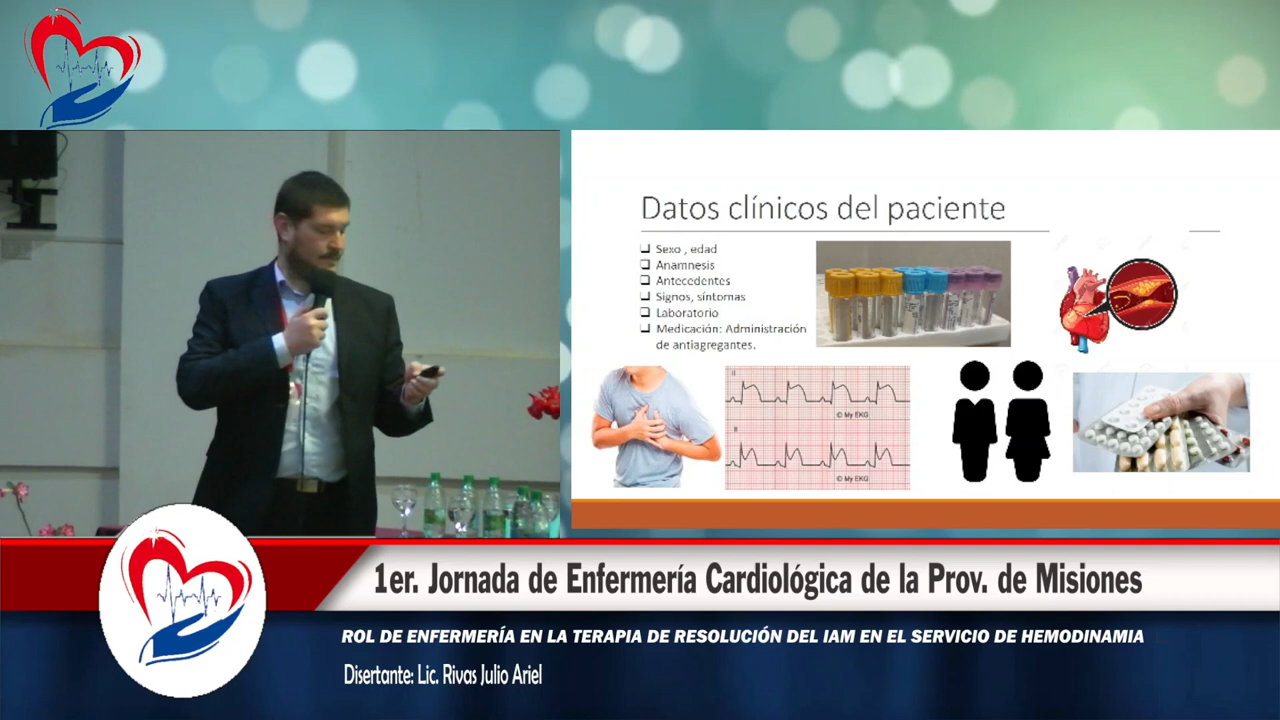 Datos clínicos del paciente
❑ Sexo , edad
❑ Anamnesis
❑ Antecedentes
❑ Signos, síntomas
❑ Laboratorio
❑ Medicación: Administración
de antiagregantes.
II
© My EKG
II
© My EKG
1er. Jornada de Enfermería Cardiológica de la Prov. de Misiones
ROL DE ENFERMERÍA EN LA TERAPIA DE RESOLUCIÓN DEL IAM EN EL SERVICIO DE HEMODINAMIA
Disertante: Lic. Rivas Julio Ariel